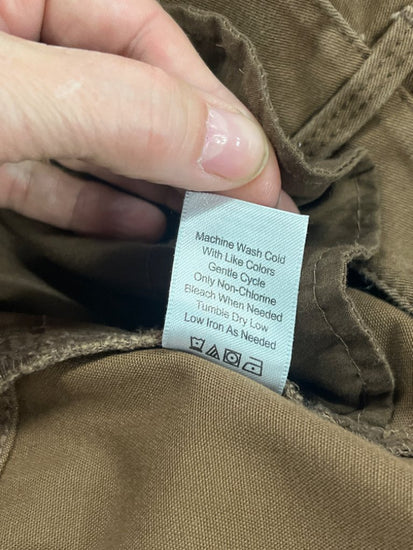 Machine Wash Cold
With Like Colors
Gentle Cycle
Only Non-Chlorine
Bleach When Needed
Tumble Dry Low
Low Iron As Needed